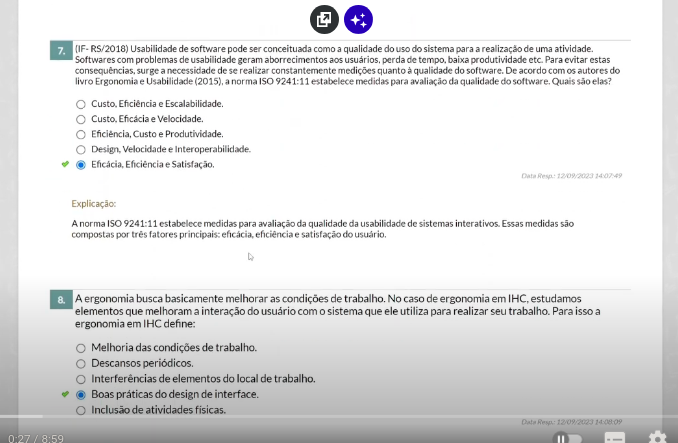 7. (IF- RS/2018) Usabilidade de software pode ser conceituada como a qualidade do uso do sistema para a realização de uma atividade.
Softwares com problemas de usabilidade geram aborrecimentos aos usuários, perda de tempo, baixa produtividade etc. Para evitar estas
consequências, surge a necessidade de se realizar constantemente medições quanto à qualidade do software. De acordo com os autores do
livro Ergonomia e Usabilidade (2015), a norma ISO 9241:11 estabelece medidas para avaliação da qualidade do software. Quais são elas?
Custo, Eficiência e Escalabilidade.
Custo, Eficácia e Velocidade.
Eficiência, Custo e Produtividade.
Design, Velocidade e Interoperabilidade.
Eficácia, Eficiência e Satisfação.
Data Resp.: 12/09/2023 14:07:49
Explicação:
A norma ISO 9241:11 estabelece medidas para avaliação da qualidade da usabilidade de sistemas interativos. Essas medidas são
compostas por três fatores principais: eficácia, eficiência e satisfação do usuário.
8. A ergonomia busca basicamente melhorar as condições de trabalho. No caso de ergonomia em IHC, estudamos
elementos que melhoram a interação do usuário com o sistema que ele utiliza para realizar seu trabalho. Para isso a
ergonomia em IHC define:
Melhoria das condições de trabalho.
Descansos periódicos.
Interferências de elementos do local de trabalho.
Boas práticas do design de interface.
Inclusão de atividades físicas.
Data Resp.: 12/09/2023 14:08:09
0:27 / 8:59